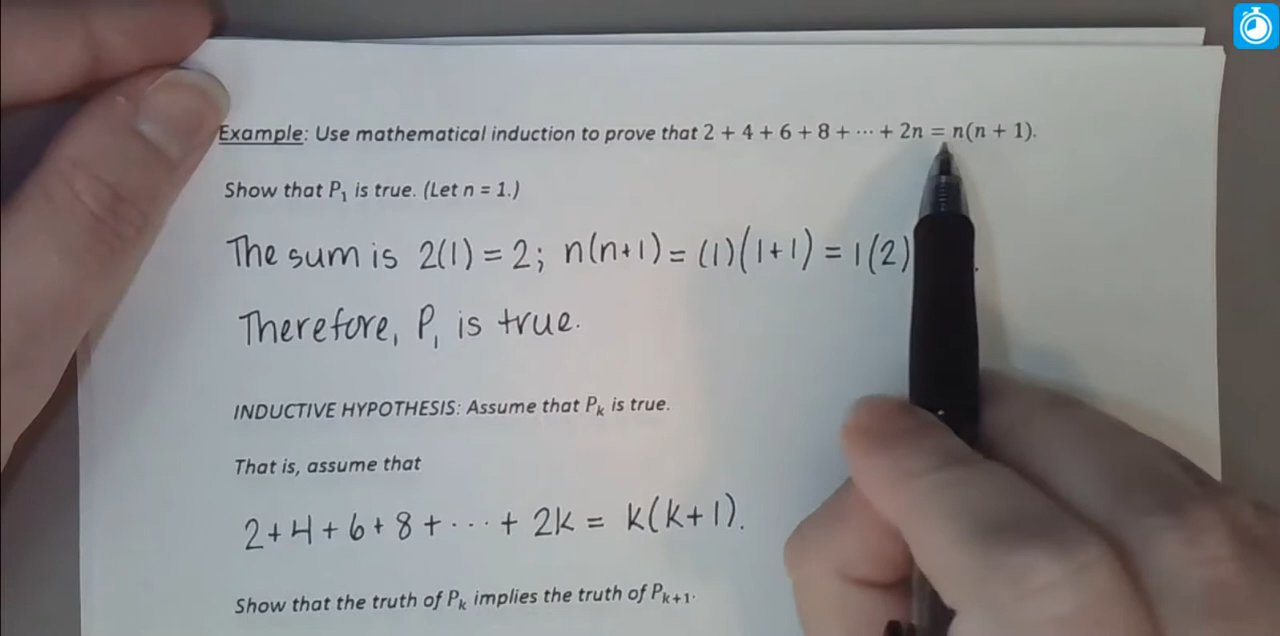 Example: Use mathematical induction to prove that 2 + 4 + 6 + 8 + ⋯ + 2n = n(n + 1).
Show that P₁ is true. (Let n = 1.)
The sum is 2(1) = 2; n(n+1) = (1)(1+1) = 1(2)
Therefore, P₁ is true.
INDUCTIVE HYPOTHESIS: Assume that Pₖ is true.
That is, assume that
2+4+6+8+⋯+2k = k(k+1).
Show that the truth of Pₖ implies the truth of Pₖ₊₁.